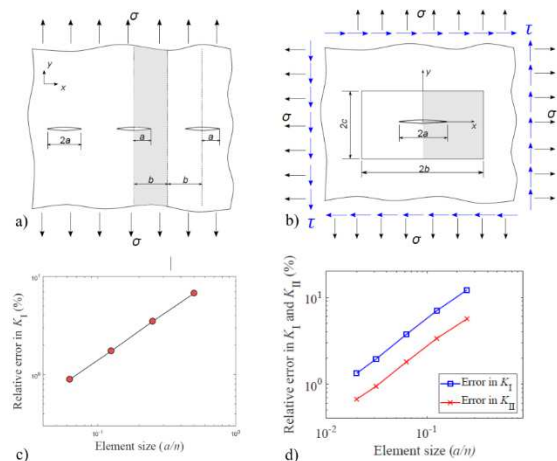 σ
y
x
2a
a
a
b
b
σ
a)
σ
τ
y
x
2c
2a
2b
σ
σ
τ
σ
b)
Relative error in K_I (%)
10^1
10^0
10^-1
10^0
Element size (a/n)
c)
Relative error in K_I and K_II (%)
10^1
10^0
Error in K_I
Error in K_II
10^-2
10^-1
Element size (a/n)
d)